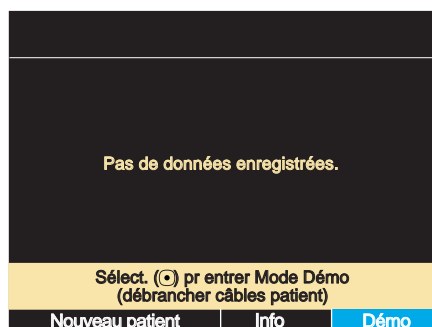 Pas de données enregistrées.
Sélect. (⊙) pr entrer Mode Démo
(débrancher câbles patient)
Nouveau patient Info Démo